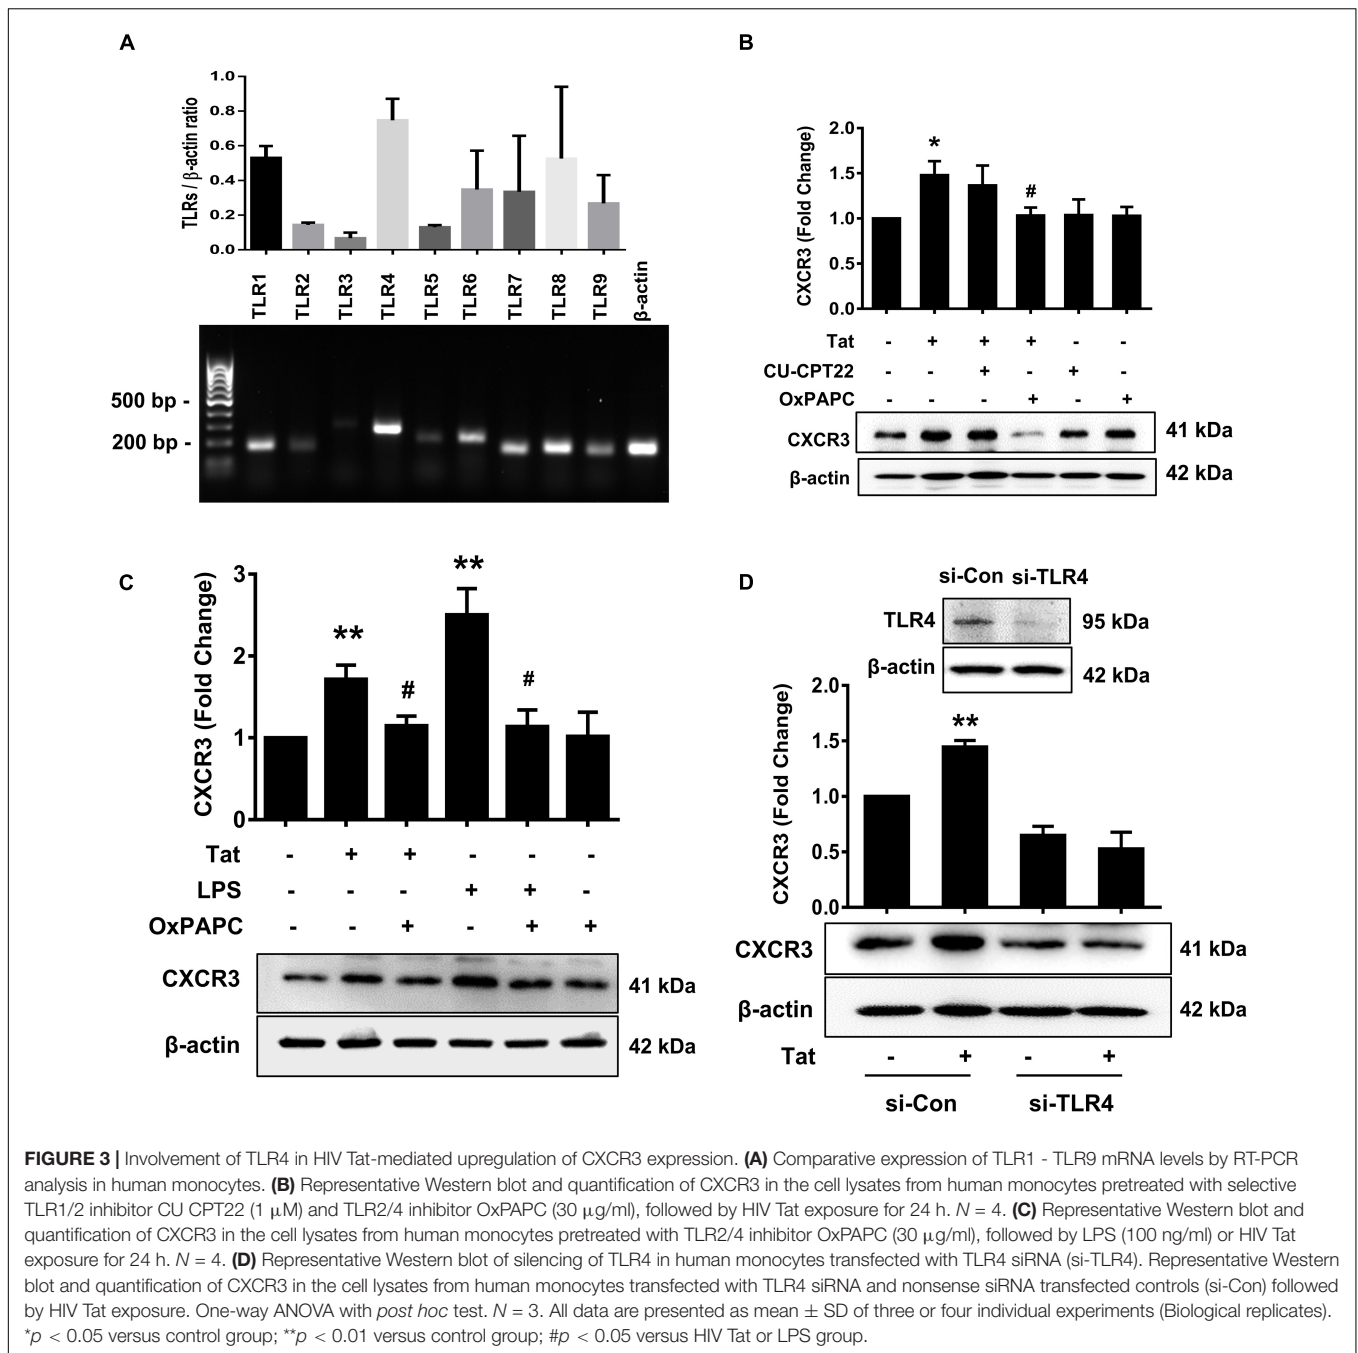 A
TLRs / β-actin ratio
1.0
0.8
0.6
0.4
0.2
0.0
TLR1 TLR2 TLR3 TLR4 TLR5 TLR6 TLR7 TLR8 TLR9 β-actin
500 bp -
200 bp -
B
CXCR3 (Fold Change)
2.0
1.5
1.0
0.5
0.0
*
#
Tat - + + + - -
CU-CPT22 - - + - + -
OxPAPC - - - + - +
CXCR3 41 kDa
β-actin 42 kDa
C
CXCR3 (Fold Change)
3
2
1
0
**
#
**
#
Tat - + + - - -
LPS - - - + + -
OxPAPC - - + - + +
CXCR3 41 kDa
β-actin 42 kDa
D
si-Con si-TLR4
TLR4 95 kDa
β-actin 42 kDa
CXCR3 (Fold Change)
2.0
1.5
1.0
0.5
0.0
**
CXCR3 41 kDa
β-actin 42 kDa
Tat - + - +
si-Con si-TLR4
FIGURE 3 | Involvement of TLR4 in HIV Tat-mediated upregulation of CXCR3 expression. (A) Comparative expression of TLR1 - TLR9 mRNA levels by RT-PCR
analysis in human monocytes. (B) Representative Western blot and quantification of CXCR3 in the cell lysates from human monocytes pretreated with selective
TLR1/2 inhibitor CU CPT22 (1 μM) and TLR2/4 inhibitor OxPAPC (30 μg/ml), followed by HIV Tat exposure for 24 h. N = 4. (C) Representative Western blot and
quantification of CXCR3 in the cell lysates from human monocytes pretreated with TLR2/4 inhibitor OxPAPC (30 μg/ml), followed by LPS (100 ng/ml) or HIV Tat
exposure for 24 h. N = 4. (D) Representative Western blot of silencing of TLR4 in human monocytes transfected with TLR4 siRNA (si-TLR4). Representative Western
blot and quantification of CXCR3 in the cell lysates from human monocytes transfected with TLR4 siRNA and nonsense siRNA transfected controls (si-Con) followed
by HIV Tat exposure. One-way ANOVA with post hoc test. N = 3. All data are presented as mean ± SD of three or four individual experiments (Biological replicates).
*p < 0.05 versus control group; **p < 0.01 versus control group; #p < 0.05 versus HIV Tat or LPS group.